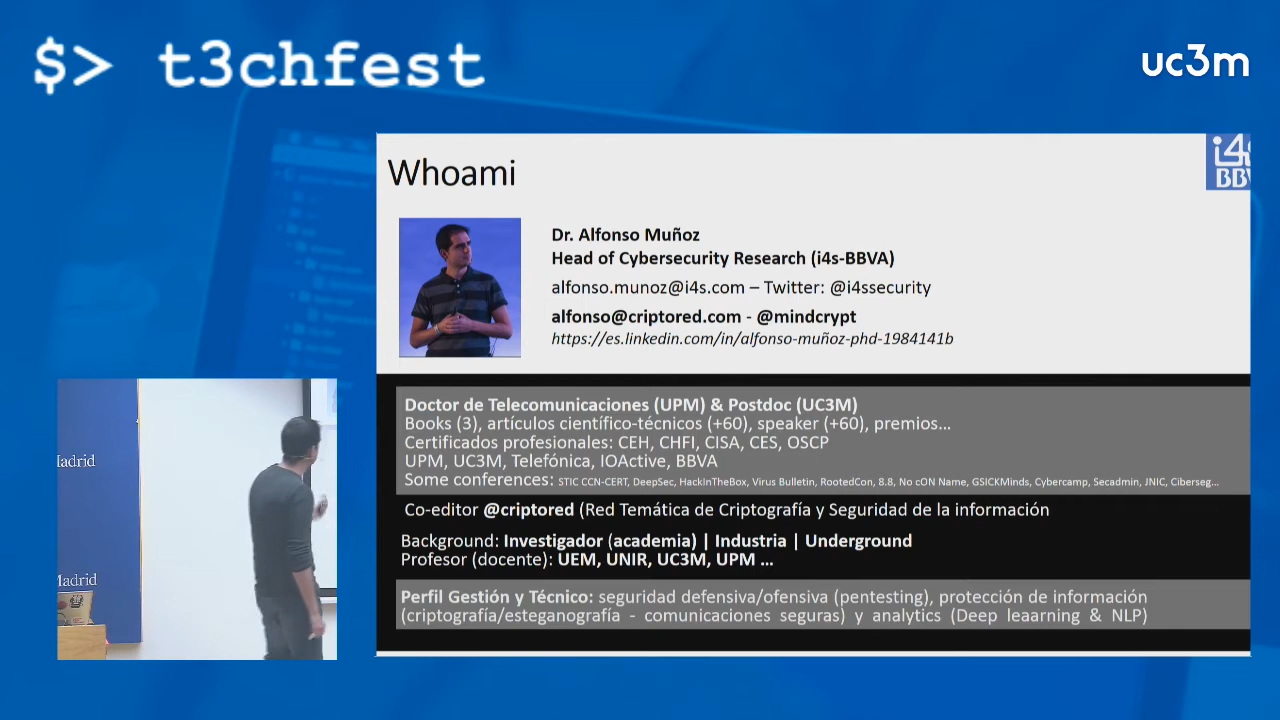 $> t3chfest
uc3m
Whoami
i4s
BBV
Dr. Alfonso Muñoz
Head of Cybersecurity Research (i4s-BBVA)
alfonso.munoz@i4s.com – Twitter: @i4ssecurity
alfonso@criptored.com - @mindcrypt
https://es.linkedin.com/in/alfonso-muñoz-phd-1984141b
Doctor de Telecomunicaciones (UPM) & Postdoc (UC3M)
Books (3), artículos científico-técnicos (+60), speaker (+60), premios...
Certificados profesionales: CEH, CHFI, CISA, CES, OSCP
UPM, UC3M, Telefónica, IOActive, BBVA
Some conferences: STIC CCN-CERT, DeepSec, HackInTheBox, Virus Bulletin, RootedCon, 8.8, No cON Name, GSICKMinds, Cybercamp, Secadmin, JNIC, Ciberseg...
Co-editor @criptored (Red Temática de Criptografía y Seguridad de la información
Background: Investigador (academia) | Industria | Underground
Profesor (docente): UEM, UNIR, UC3M, UPM ...
Perfil Gestión y Técnico: seguridad defensiva/ofensiva (pentesting), protección de información
(criptografía/esteganografía - comunicaciones seguras) y analytics (Deep leaarning & NLP)
adrid
adrid